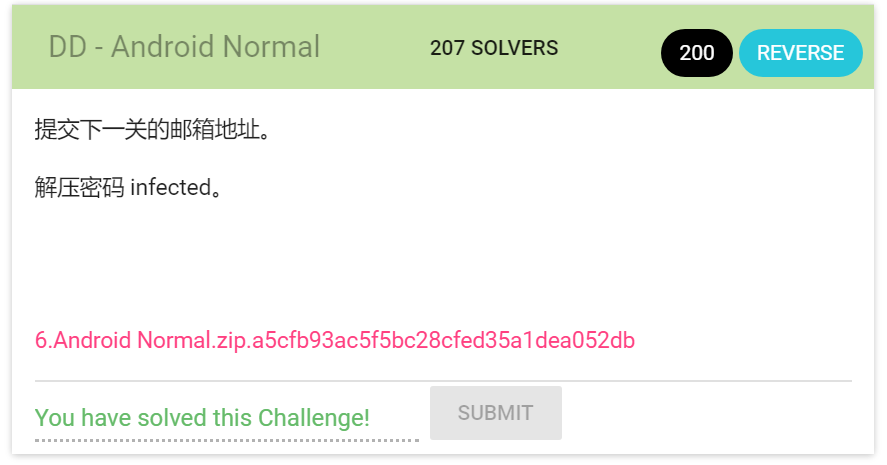 DD - Android Normal
207 SOLVERS
200
REVERSE
提交下一关的邮箱地址。
解压密码 infected。
6.Android Normal.zip.a5cfb93ac5f5bc28cfed35a1dea052db
You have solved this Challenge!
SUBMIT